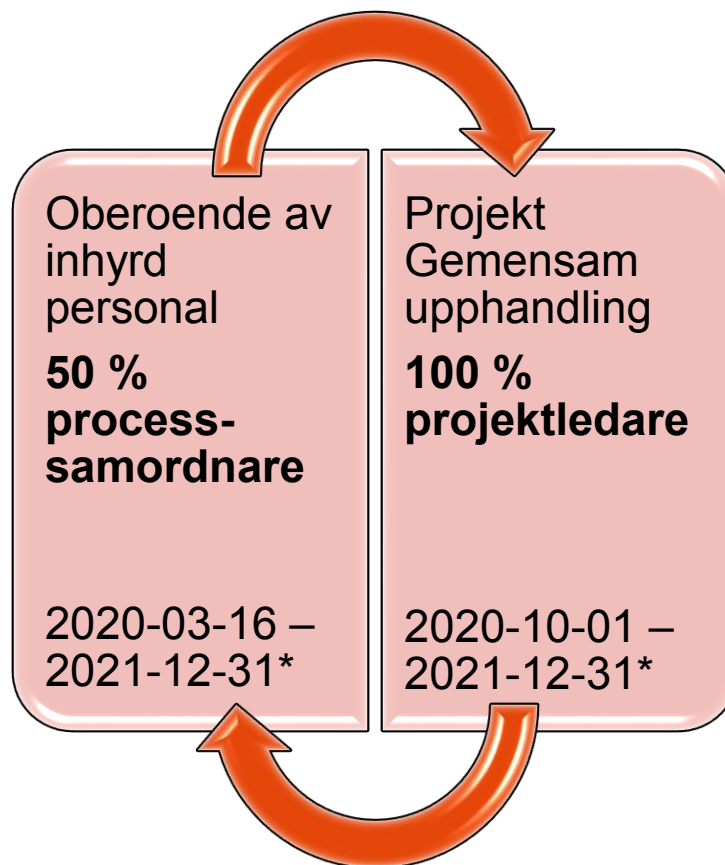 Oberoende av
inhyrd
personal
50 %
process-
samordnare
2020-03-16 –
2021-12-31*
Projekt
Gemensam
upphandling
100 %
projektledare
2020-10-01 –
2021-12-31*